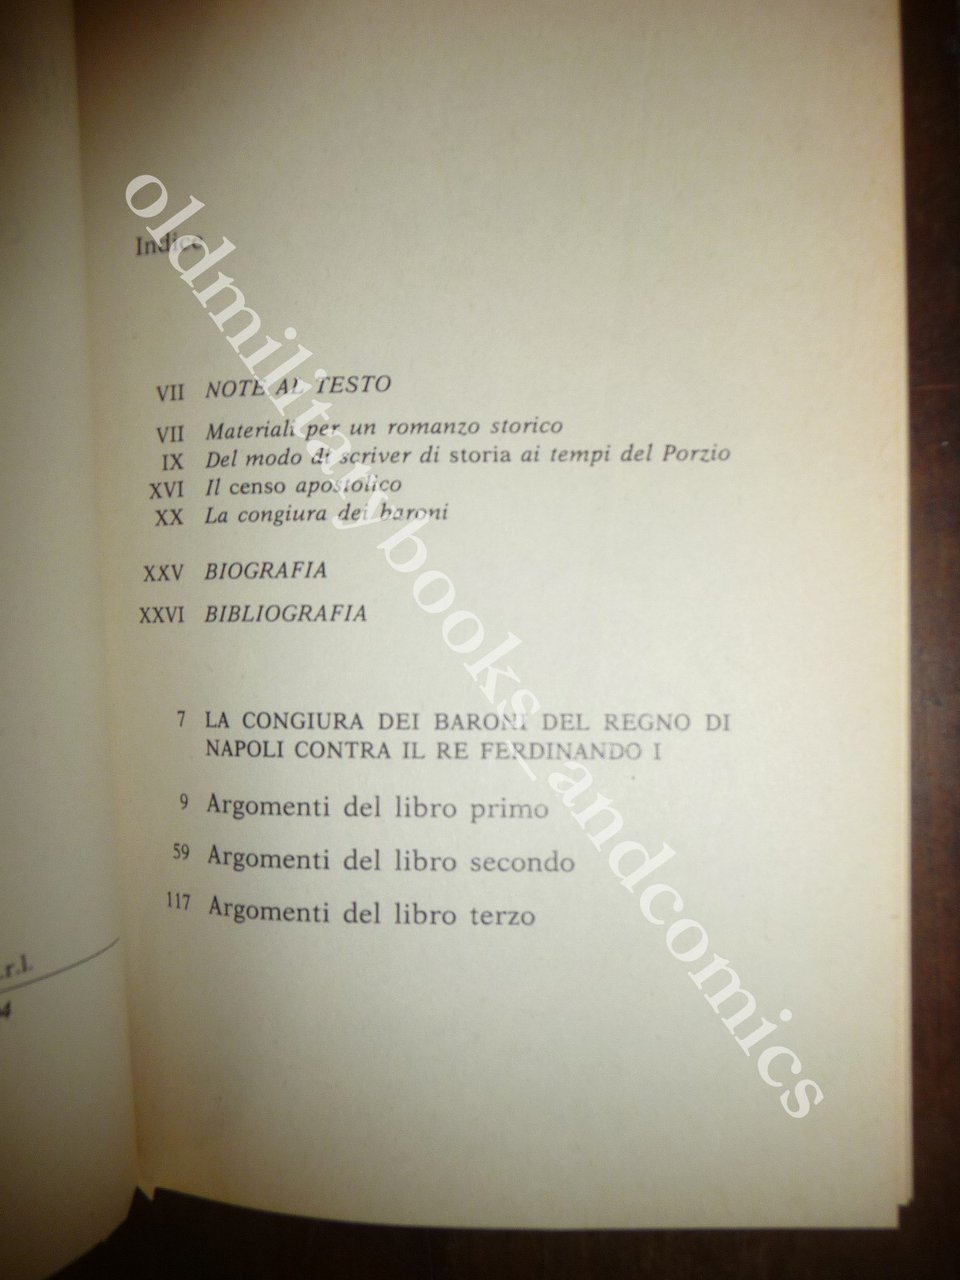 Indice
VII NOTE AL TESTO
VII Materiali per un romanzo storico
IX Del modo di scriver di storia ai tempi del Porzio
XVI Il censo apostolico
XX La congiura dei baroni
XXV BIOGRAFIA
XXVI BIBLIOGRAFIA
7 LA CONGIURA DEI BARONI DEL REGNO DI
NAPOLI CONTRA IL RE FERDINANDO I
9 Argomenti del libro primo
59 Argomenti del libro secondo
117 Argomenti del libro terzo
.r.l.
4
oldmilitarybooks_andcomics